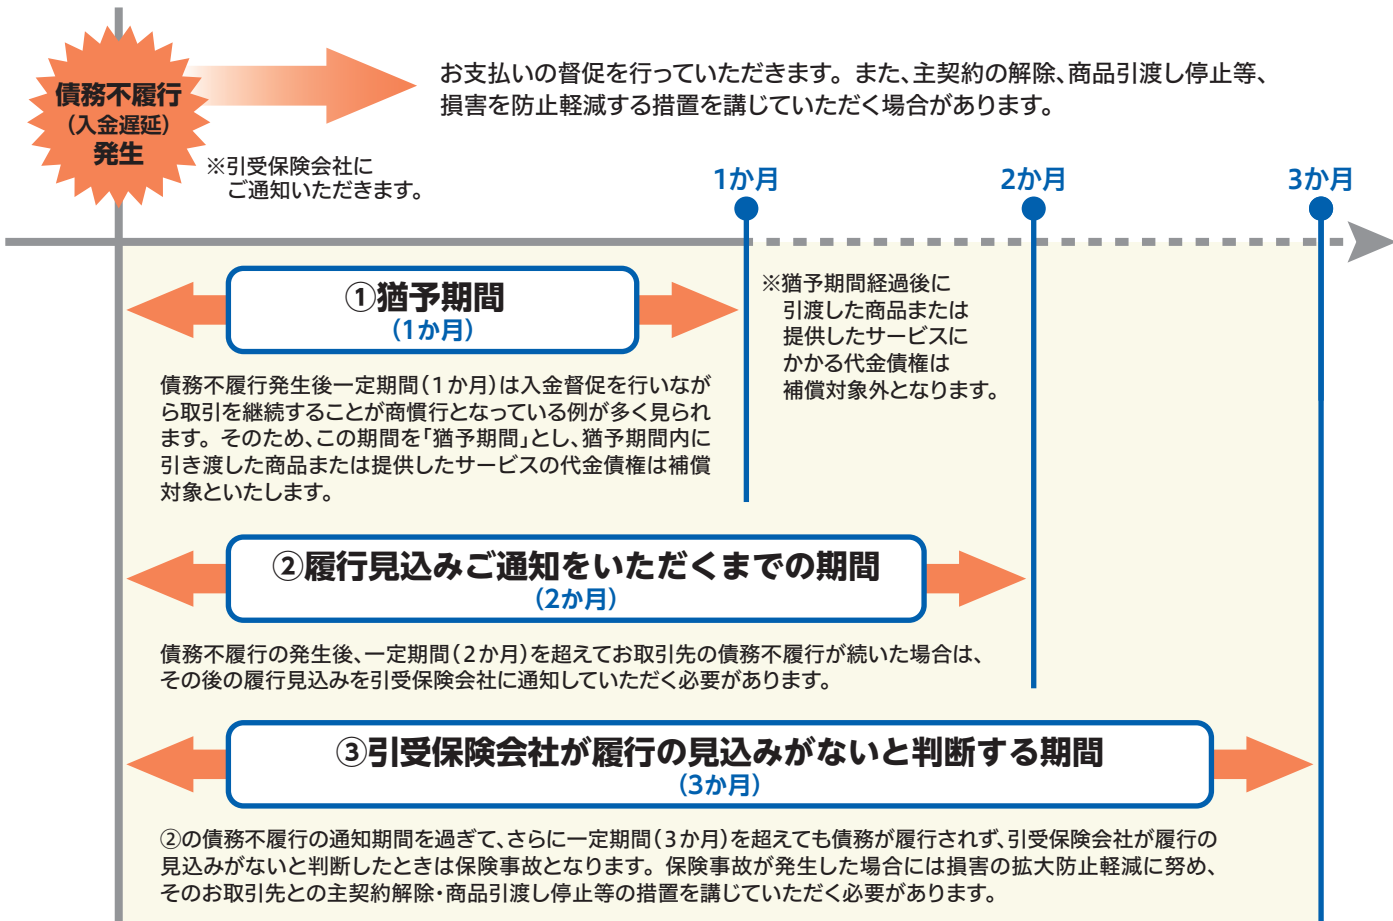 債務不履行
(入金遅延)
発生
お支払いの督促を行っていただきます。また、主契約の解除、商品引渡し停止等、
損害を防止軽減する措置を講じていただく場合があります。
※引受保険会社に
ご通知いただきます。
1か月
2か月
3か月
①猶予期間
(1か月)
※猶予期間経過後に
引渡した商品または
提供したサービスに
かかる代金債権は
補償対象外となります。
債務不履行発生後一定期間(1か月)は入金督促を行いなが
ら取引を継続することが商慣行となっている例が多く見られ
ます。そのため、この期間を「猶予期間」とし、猶予期間内に
引き渡した商品または提供したサービスの代金債権は補償
対象といたします。
②履行見込みご通知をいただくまでの期間
(2か月)
債務不履行の発生後、一定期間(2か月)を超えてお取引先の債務不履行が続いた場合は、
その後の履行見込みを引受保険会社に通知していただく必要があります。
③引受保険会社が履行の見込みがないと判断する期間
(3か月)
②の債務不履行の通知期間を過ぎて、さらに一定期間(3か月)を超えても債務が履行されず、引受保険会社が履行の
見込みがないと判断したときは保険事故となります。保険事故が発生した場合には損害の拡大防止軽減に努め、
そのお取引先との主契約解除・商品引渡し停止等の措置を講じていただく必要があります。